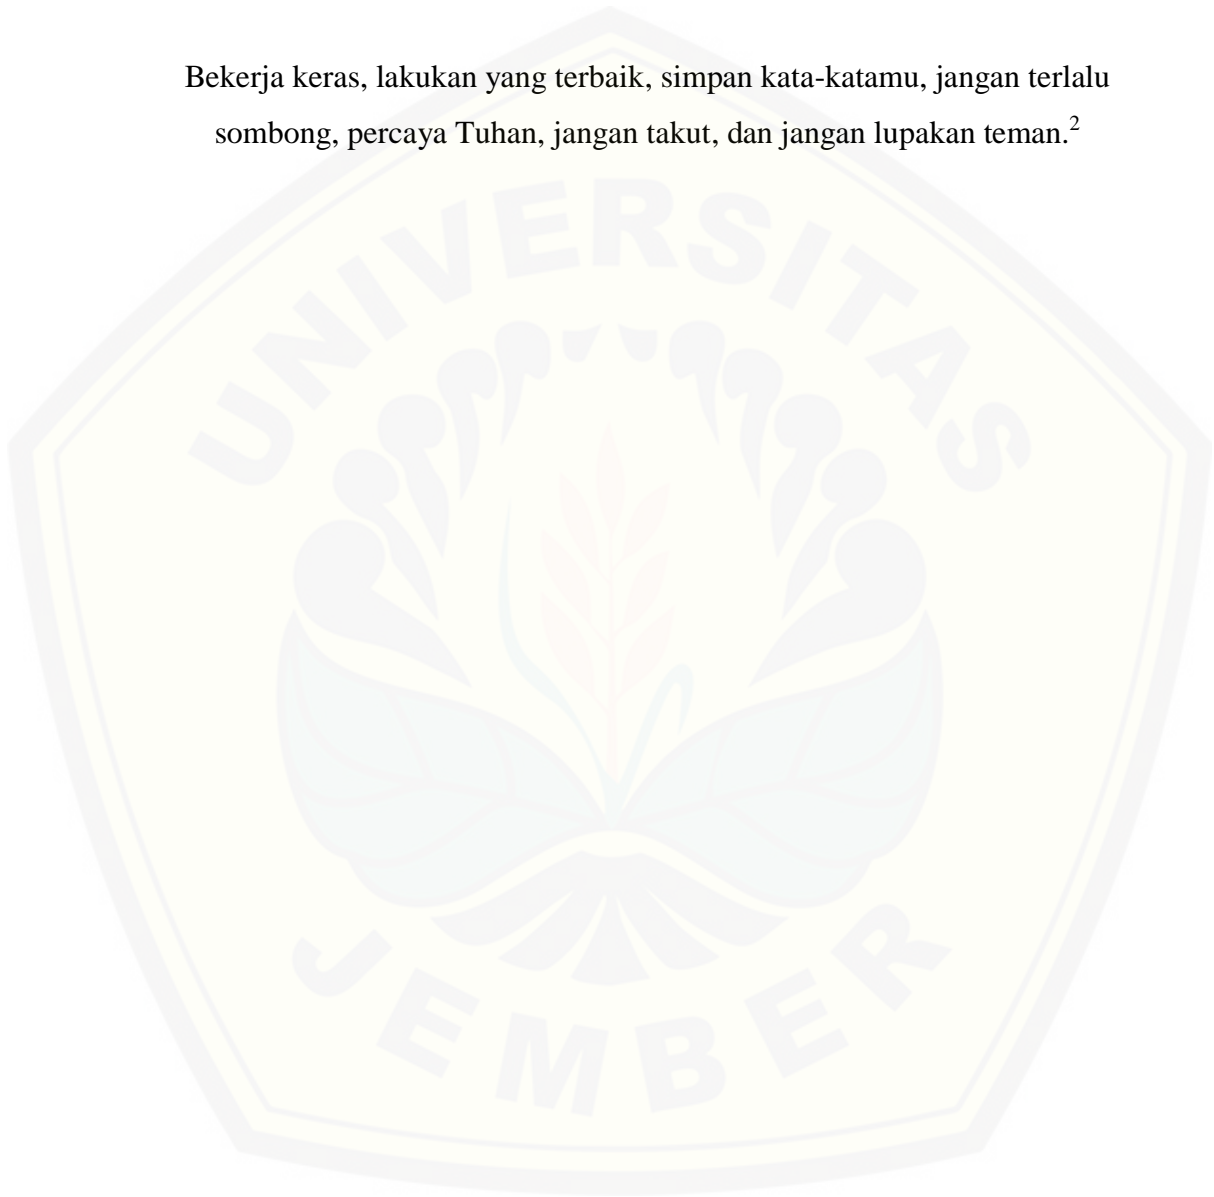 Bekerja keras, lakukan yang terbaik, simpan kata-katamu, jangan terlalu
sombong, percaya Tuhan, jangan takut, dan jangan lupakan teman.²
UNIVERSITAS
JEMBER